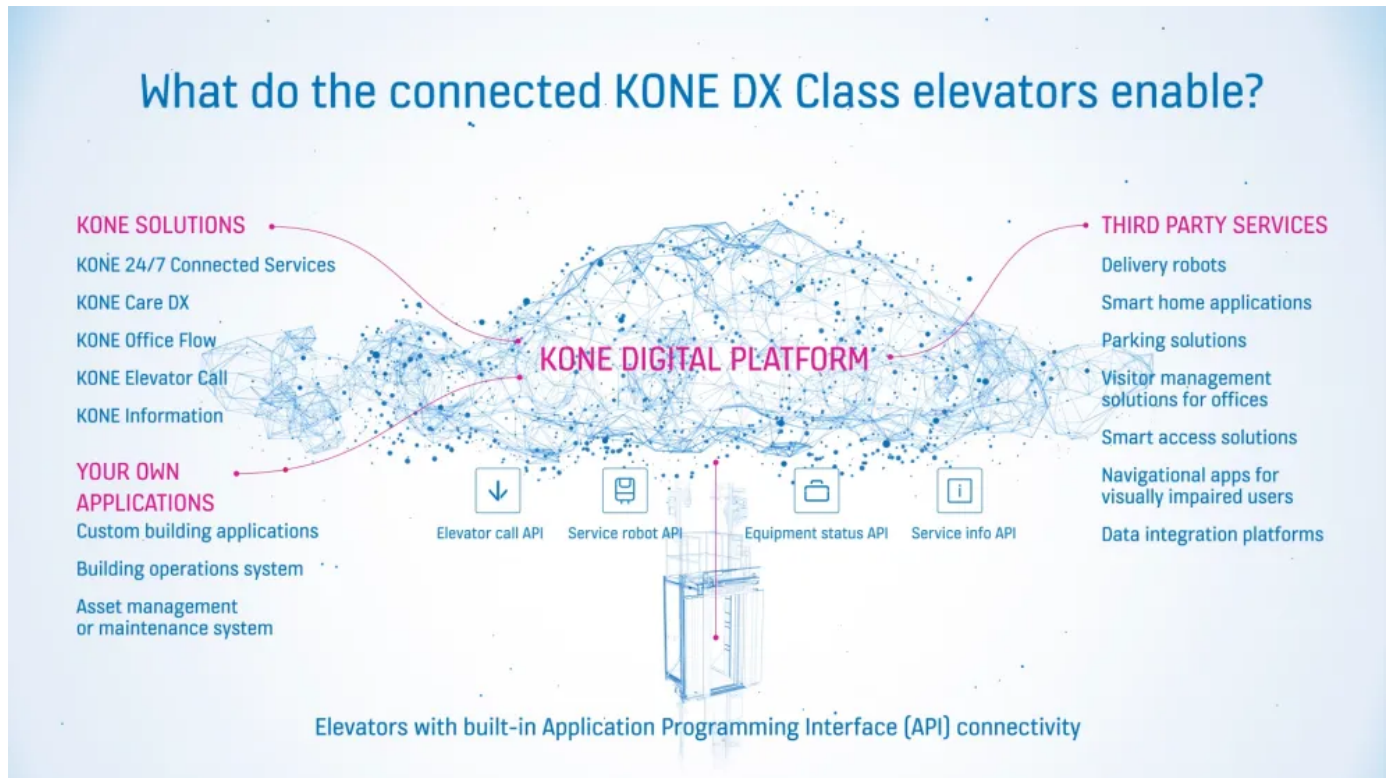 What do the connected KONE DX Class elevators enable?
KONE SOLUTIONS
KONE 24/7 Connected Services
KONE Care DX
KONE Office Flow
KONE Elevator Call
KONE Information
YOUR OWN
APPLICATIONS
Custom building applications
Building operations system
Asset management
or maintenance system
KONE DIGITAL PLATFORM
Elevator call API
Service robot API
Equipment status API
Service info API
THIRD PARTY SERVICES
Delivery robots
Smart home applications
Parking solutions
Visitor management
solutions for offices
Smart access solutions
Navigational apps for
visually impaired users
Data integration platforms
Elevators with built-in Application Programming Interface (API) connectivity